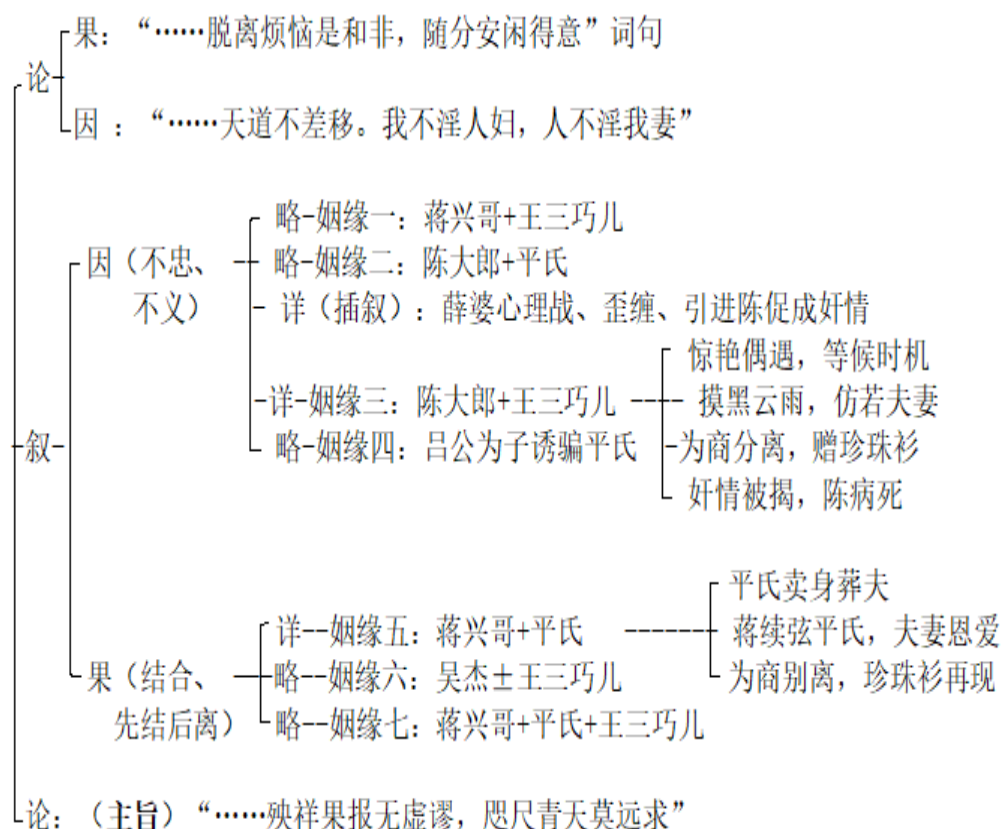 果：“……脱离烦恼是和非，随分安闲得意”词句
论
因 ：“……天道不差移。我不淫人妇，人不淫我妻”
略-姻缘一：蒋兴哥+王三巧儿
因（不忠、
略-姻缘二：陈大郎+平氏
不义）
详（插叙）：薛婆心理战、歪缠、引进陈促成奸情
惊艳偶遇，等候时机
详-姻缘三：陈大郎+王三巧儿
摸黑云雨，仿若夫妻
叙
略-姻缘四：吕公为子诱骗平氏
为商分离，赠珍珠衫
奸情被揭，陈病死
平氏卖身葬夫
详--姻缘五：蒋兴哥+平氏
蒋续弦平氏，夫妻恩爱
果（结合、
略--姻缘六：吴杰±王三巧儿
为商别离，珍珠衫再现
先结后离）
略--姻缘七：蒋兴哥+平氏+王三巧儿
论：（主旨）“……殃祥果报无虚谬，咫尺青天莫远求”